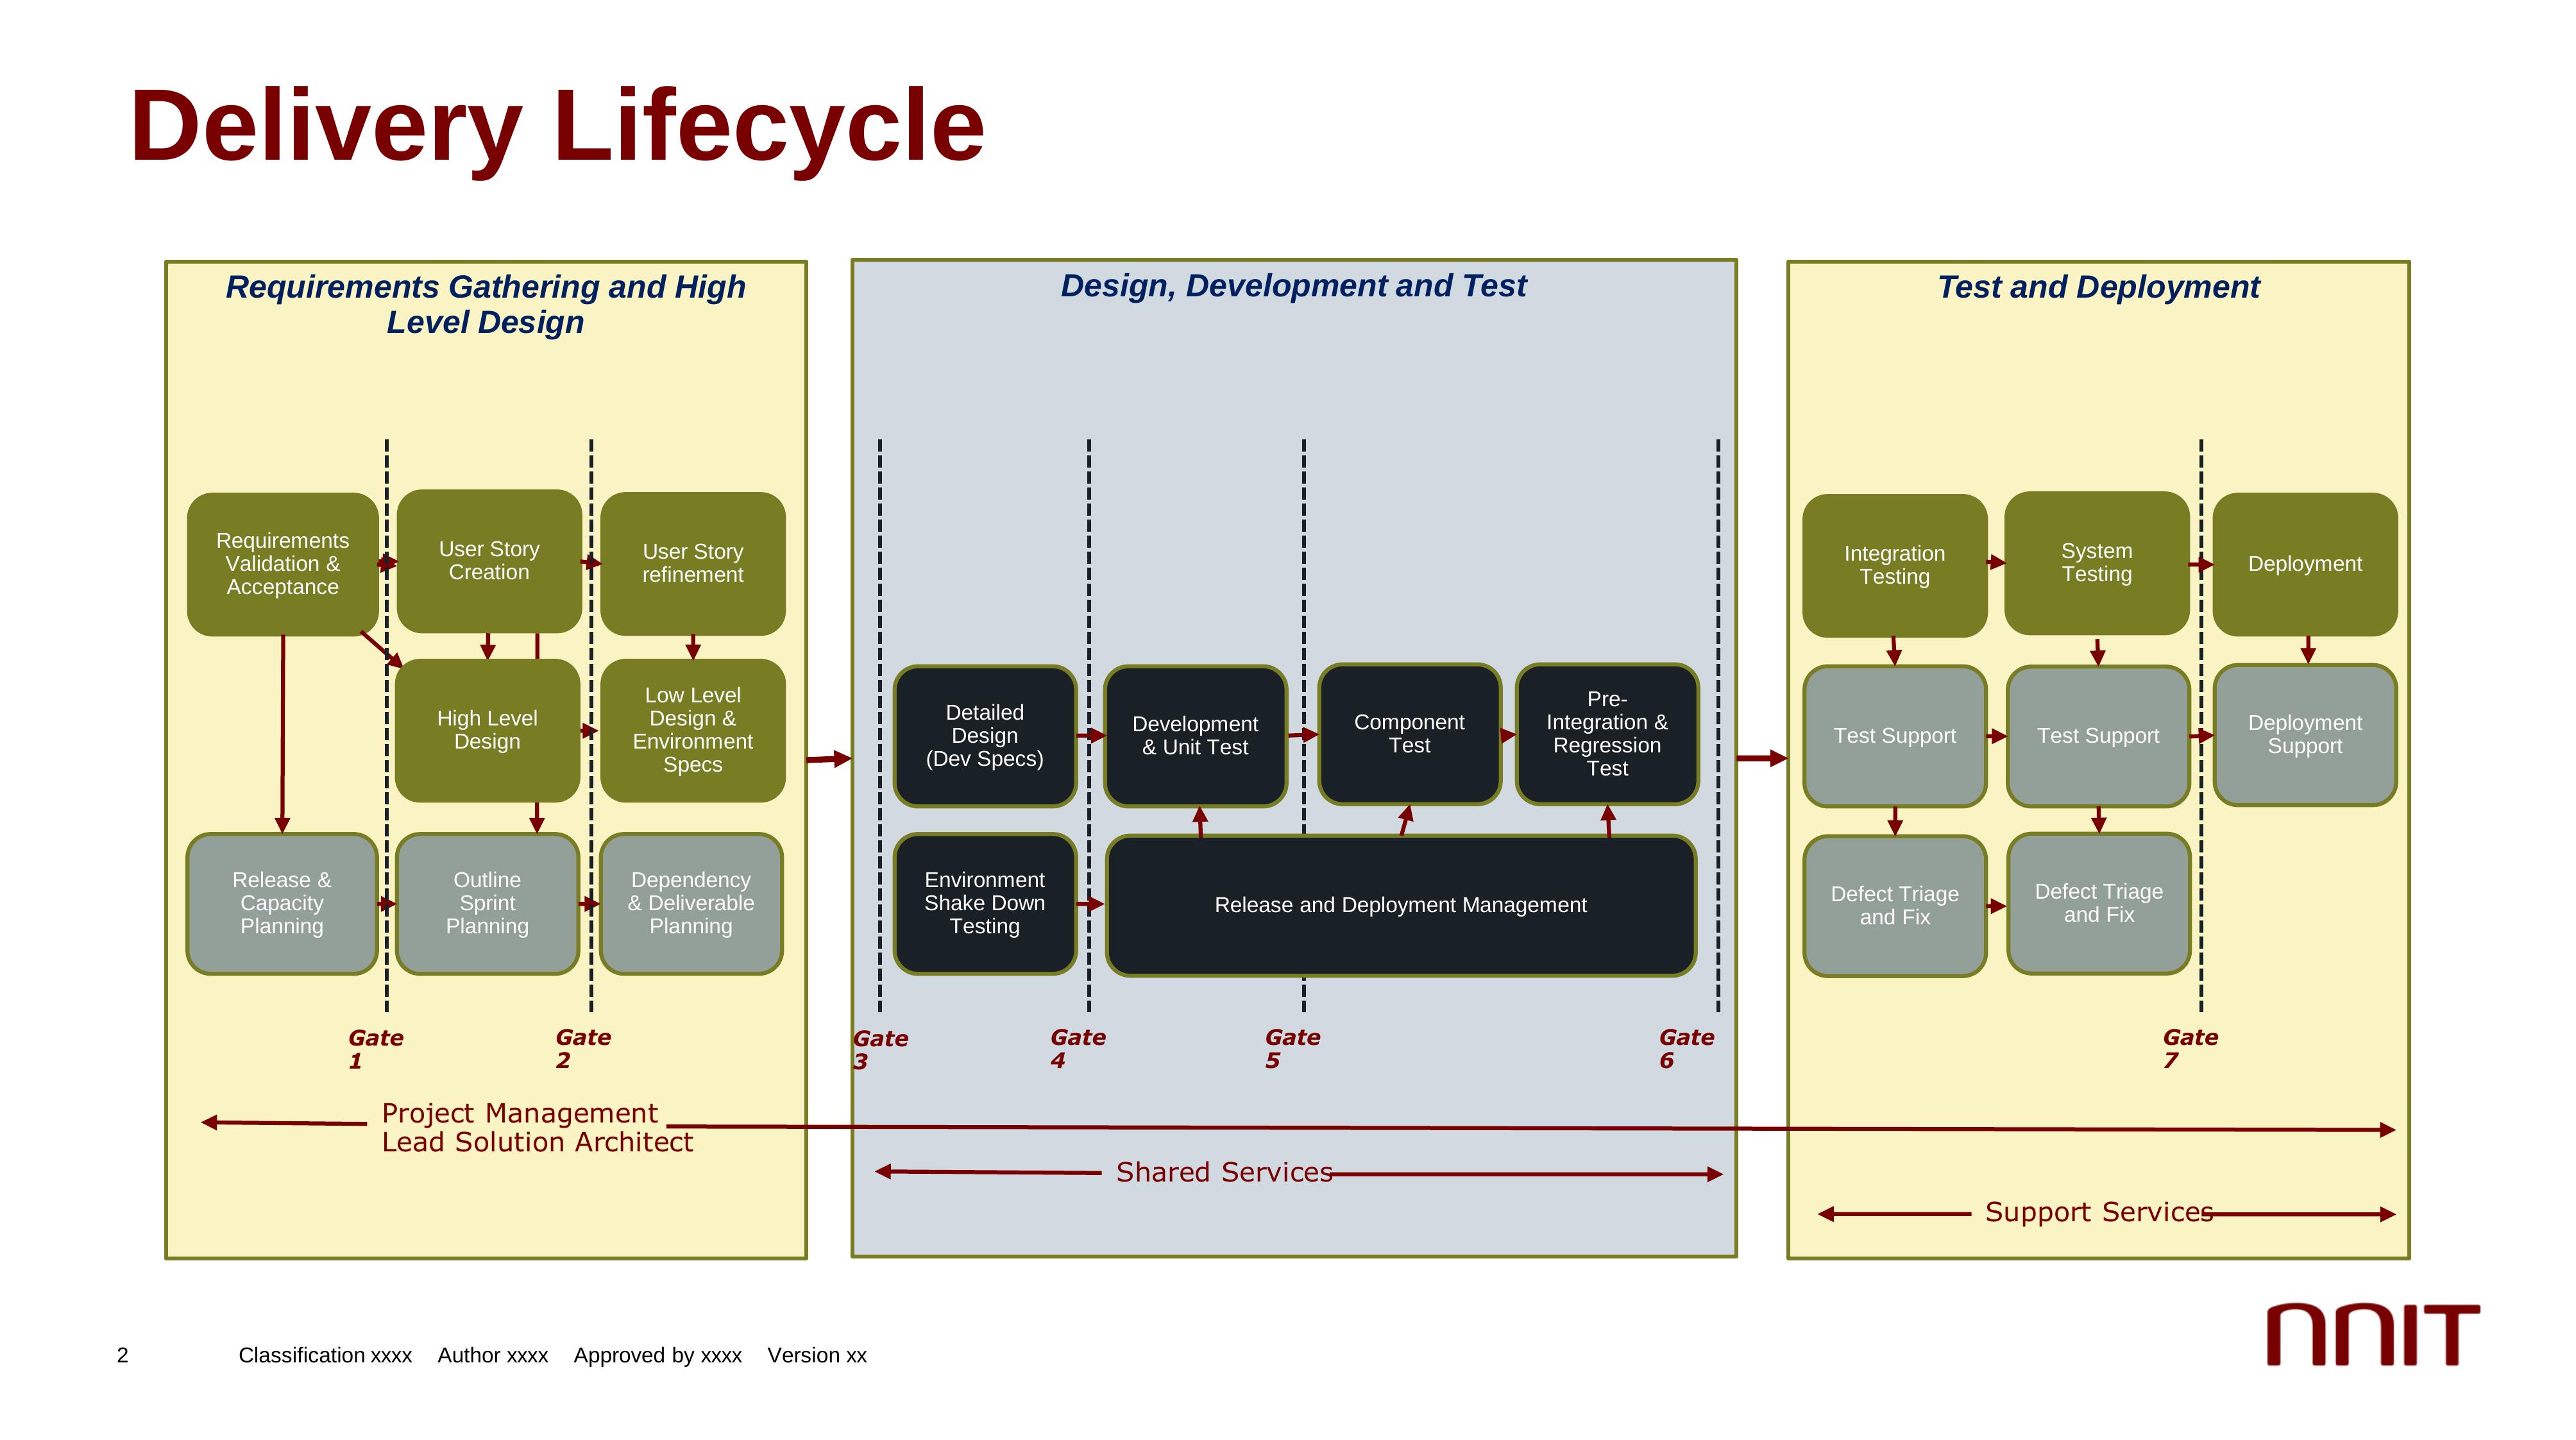 Delivery Lifecycle
Requirements Gathering and High
Level Design
Requirements
Validation &
Acceptance
User Story
Creation
User Story
refinement
High Level
Design
Low Level
Design &
Environment
Specs
Release &
Capacity
Planning
Outline
Sprint
Planning
Dependency
& Deliverable
Planning
Gate
1
Gate
2
Design, Development and Test
Detailed
Design
(Dev Specs)
Development
& Unit Test
Component
Test
Pre-
Integration &
Regression
Test
Environment
Shake Down
Testing
Release and Deployment Management
Gate
3
Gate
4
Gate
5
Gate
6
Test and Deployment
Integration
Testing
System
Testing
Deployment
Test Support
Test Support
Deployment
Support
Defect Triage
and Fix
Defect Triage
and Fix
Gate
7
Project Management
Lead Solution Architect
Shared Services
Support Services
2
Classification xxxx Author xxxx Approved by xxxx Version xx
nnIT